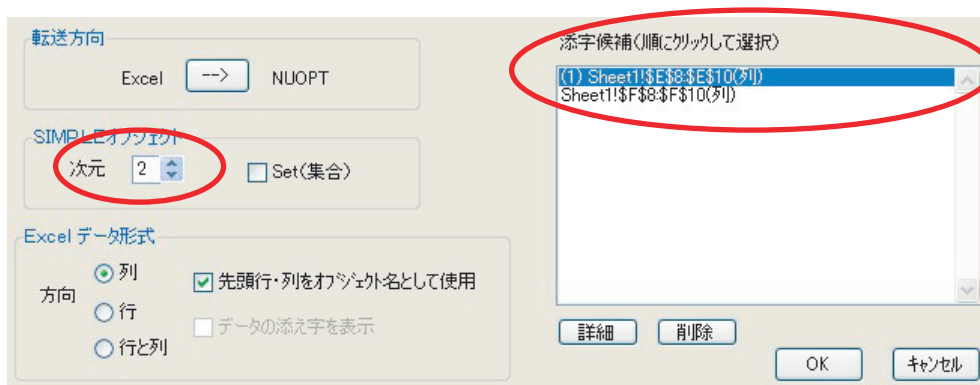 転送方向
Excel --> NUOPT
SIMPLEオブジェクト
次元 2 Set(集合)
Excel データ形式
方向
列
行
行と列
先頭行・列をオブジェクト名として使用
データの添え字を表示
添字候補(順にクリックして選択)
(1) Sheet1!$E$8:$E$10(列)
Sheet1!$F$8:$F$10(列)
詳細 削除
OK キャンセル